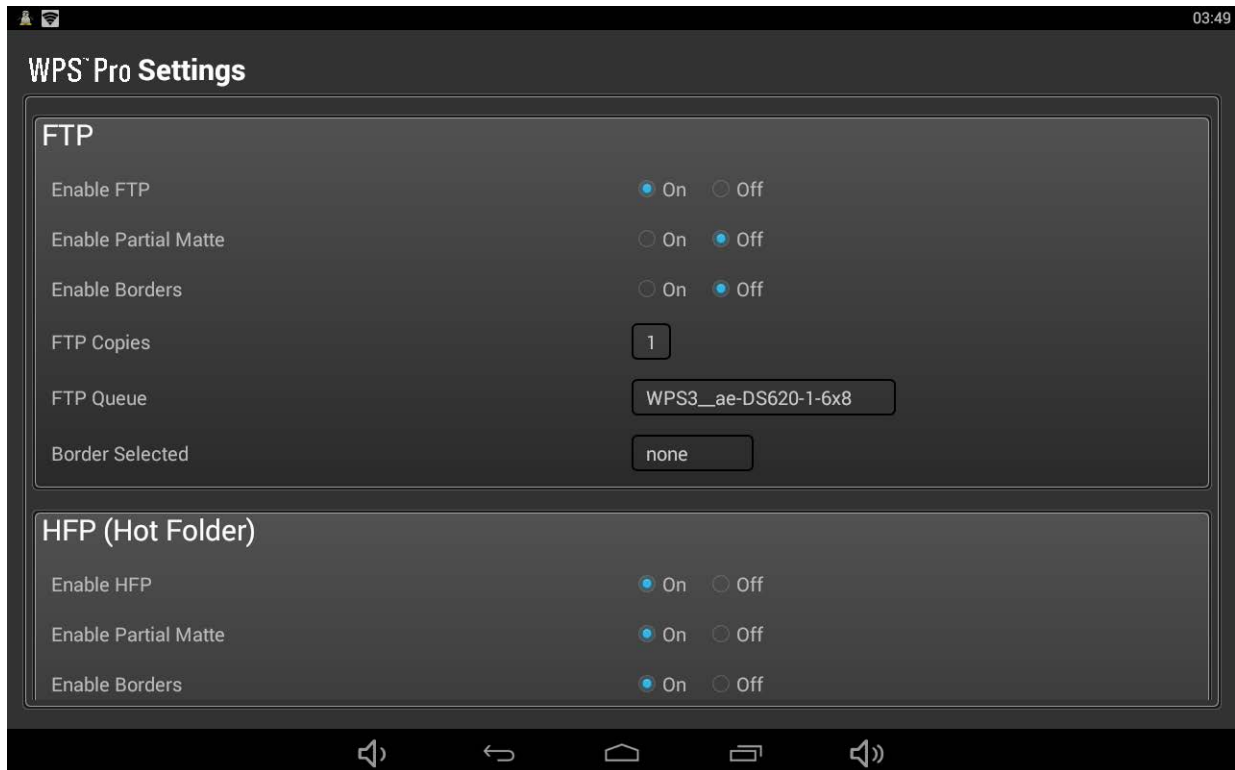 03:49
WPS™ Pro Settings
FTP
Enable FTP On Off
Enable Partial Matte On Off
Enable Borders On Off
FTP Copies 1
FTP Queue WPS3__ae-DS620-1-6x8
Border Selected none
HFP (Hot Folder)
Enable HFP On Off
Enable Partial Matte On Off
Enable Borders On Off